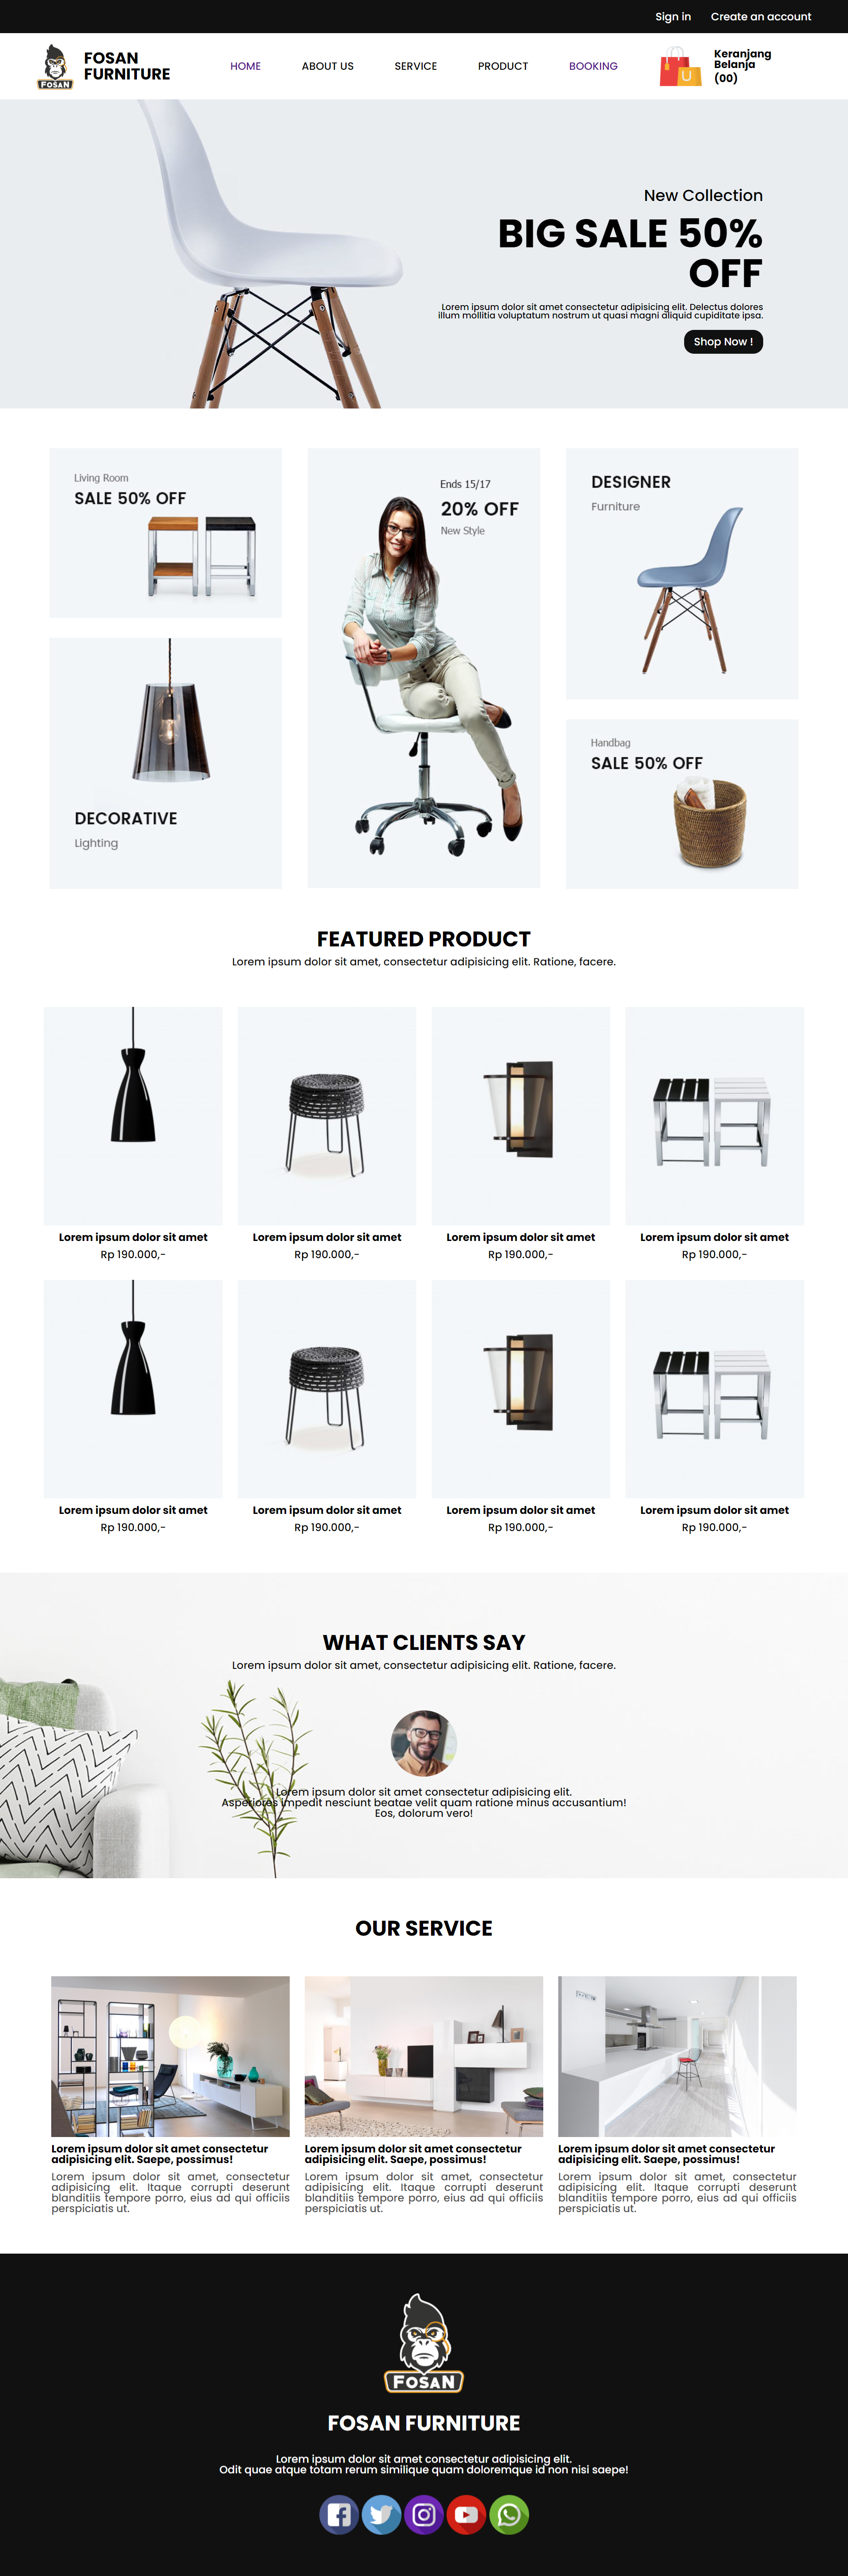 Sign in
Create an account
FOSAN
FOSAN
FURNITURE
HOME
ABOUT US
SERVICE
PRODUCT
BOOKING
Keranjang
Belanja
(00)
New Collection
BIG SALE 50%
OFF
Lorem ipsum dolor sit amet consectetur adipisicing elit. Delectus dolores
illum mollitia voluptatum nostrum ut quasi magni aliquid cupiditate ipsa.
Shop Now !
Living Room
SALE 50% OFF
DECORATIVE
Lighting
Ends 15/17
20% OFF
New Style
DESIGNER
Furniture
Handbag
SALE 50% OFF
FEATURED PRODUCT
Lorem ipsum dolor sit amet, consectetur adipisicing elit. Ratione, facere.
Lorem ipsum dolor sit amet
Rp 190.000,-
Lorem ipsum dolor sit amet
Rp 190.000,-
Lorem ipsum dolor sit amet
Rp 190.000,-
Lorem ipsum dolor sit amet
Rp 190.000,-
Lorem ipsum dolor sit amet
Rp 190.000,-
Lorem ipsum dolor sit amet
Rp 190.000,-
Lorem ipsum dolor sit amet
Rp 190.000,-
Lorem ipsum dolor sit amet
Rp 190.000,-
WHAT CLIENTS SAY
Lorem ipsum dolor sit amet, consectetur adipisicing elit. Ratione, facere.
Lorem ipsum dolor sit amet consectetur adipisicing elit.
Asperiores impedit nesciunt beatae velit quam ratione minus accusantium!
Eos, dolorum vero!
OUR SERVICE
Lorem ipsum dolor sit amet consectetur
adipisicing elit. Saepe, possimus!
Lorem ipsum dolor sit amet, consectetur
adipisicing elit. Itaque corrupti deserunt
blanditiis tempore porro, eius ad qui officiis
perspiciatis ut.
Lorem ipsum dolor sit amet consectetur
adipisicing elit. Saepe, possimus!
Lorem ipsum dolor sit amet, consectetur
adipisicing elit. Itaque corrupti deserunt
blanditiis tempore porro, eius ad qui officiis
perspiciatis ut.
Lorem ipsum dolor sit amet consectetur
adipisicing elit. Saepe, possimus!
Lorem ipsum dolor sit amet, consectetur
adipisicing elit. Itaque corrupti deserunt
blanditiis tempore porro, eius ad qui officiis
perspiciatis ut.
FOSAN
FOSAN FURNITURE
Lorem ipsum dolor sit amet consectetur adipisicing elit.
Odit quae atque totam rerum similique quam doloremque id non nisi saepe!